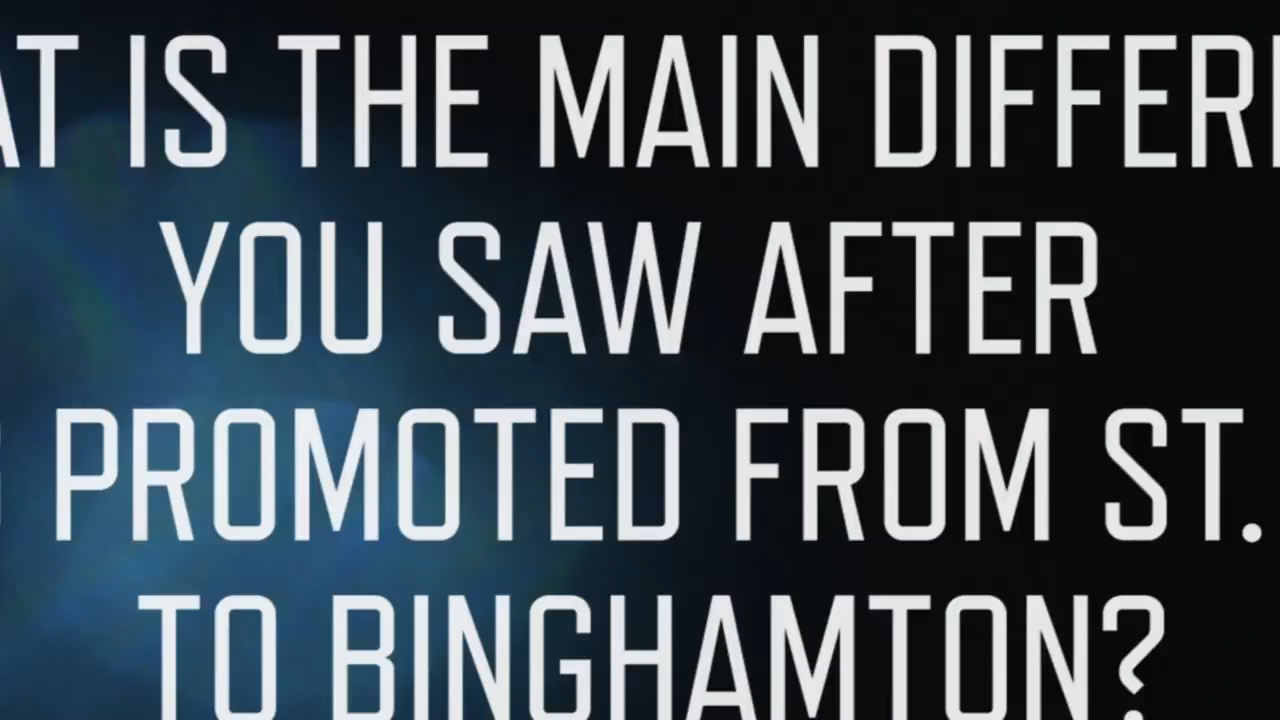 AT IS THE MAIN DIFFER
YOU SAW AFTER
PROMOTED FROM ST.
TO BINGHAMTON?